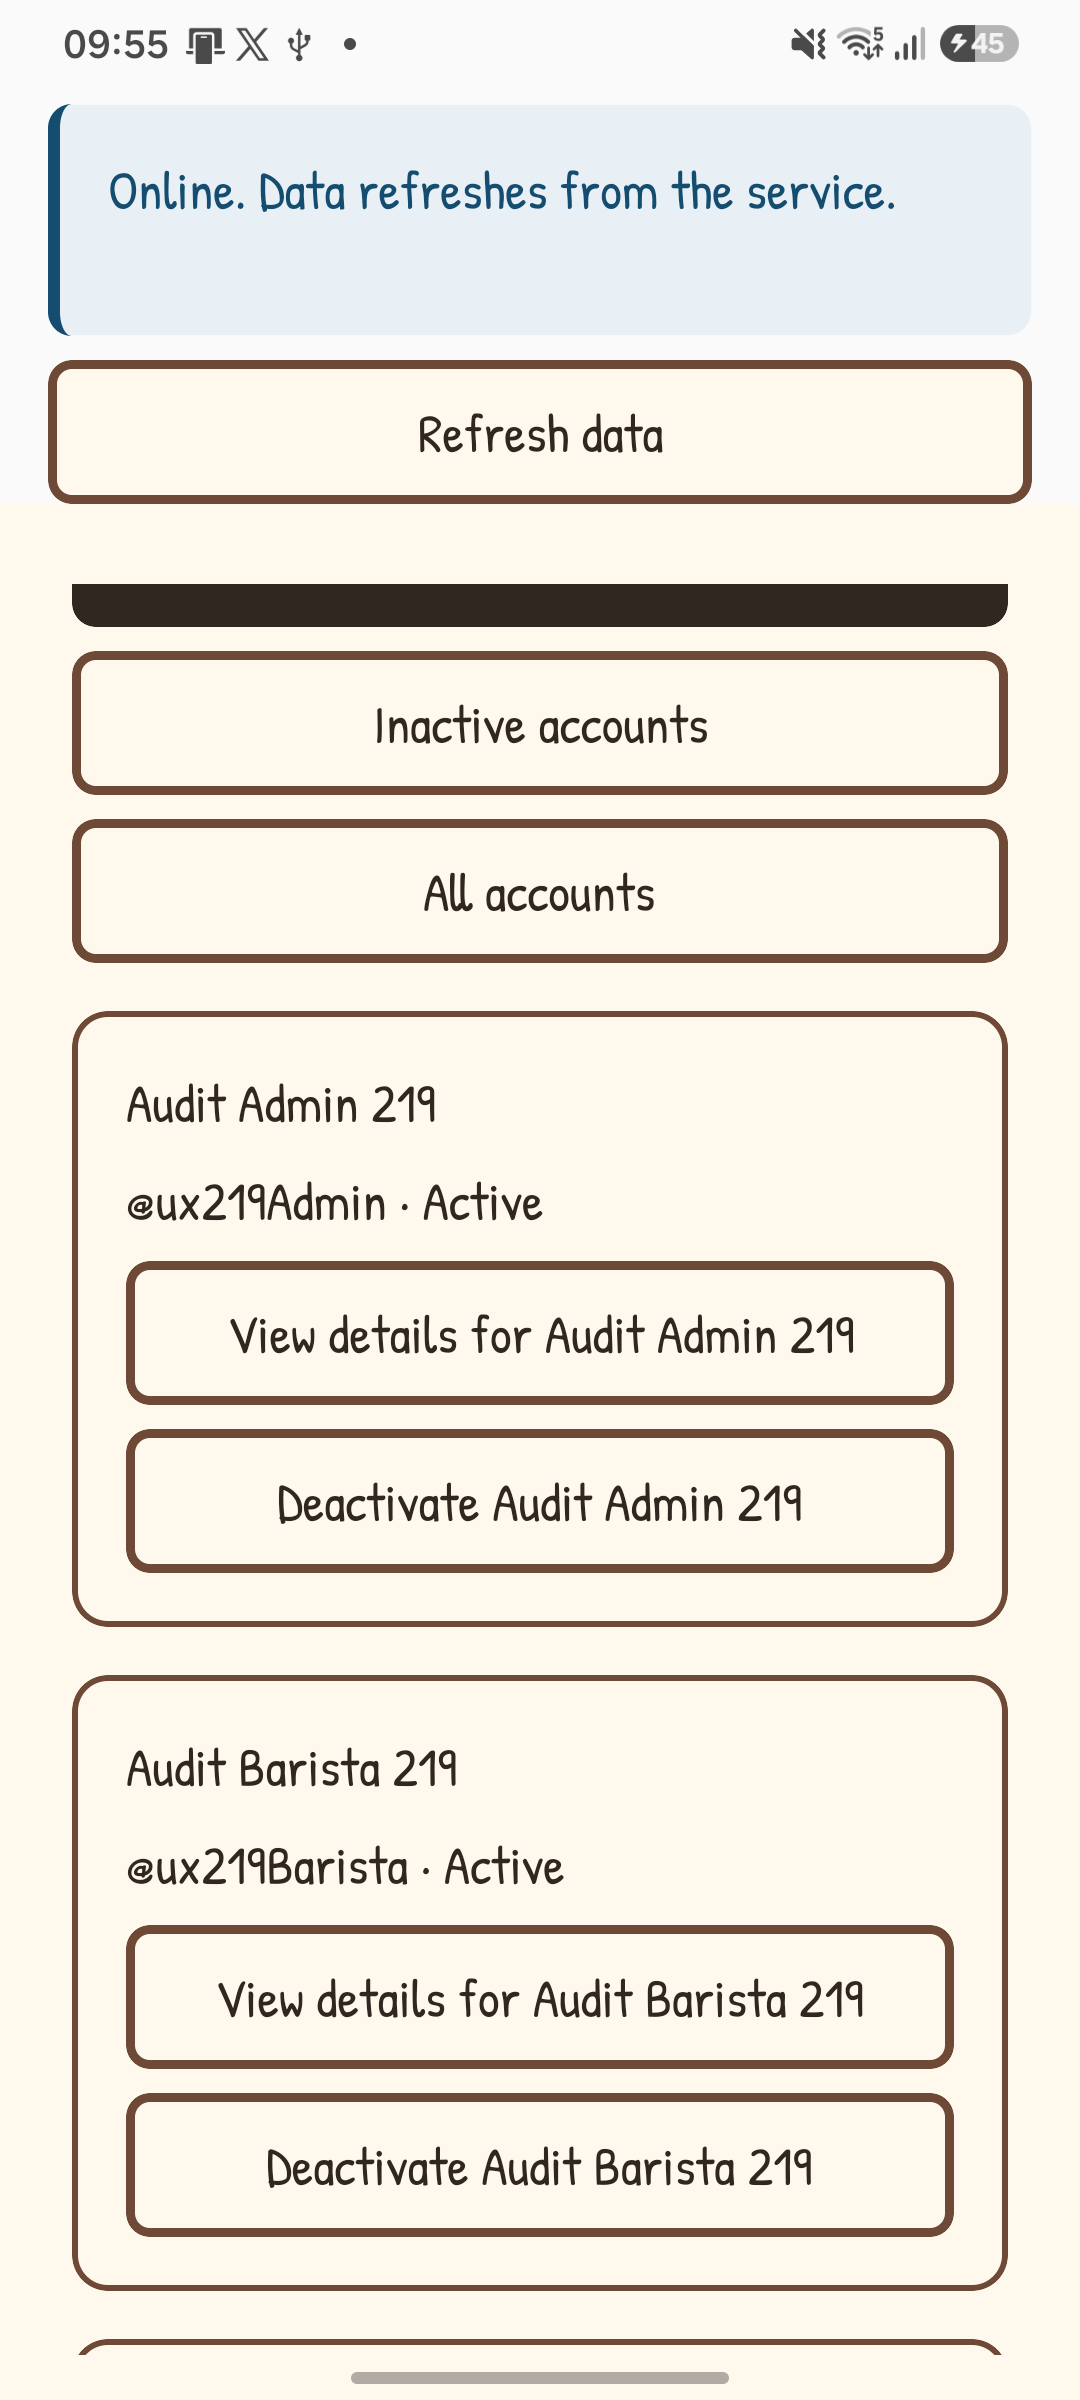 09:55
5
45
Online. Data refreshes from the service.
Refresh data
Inactive accounts
All accounts
Audit Admin 219
@ux219Admin · Active
View details for Audit Admin 219
Deactivate Audit Admin 219
Audit Barista 219
@ux219Barista · Active
View details for Audit Barista 219
Deactivate Audit Barista 219